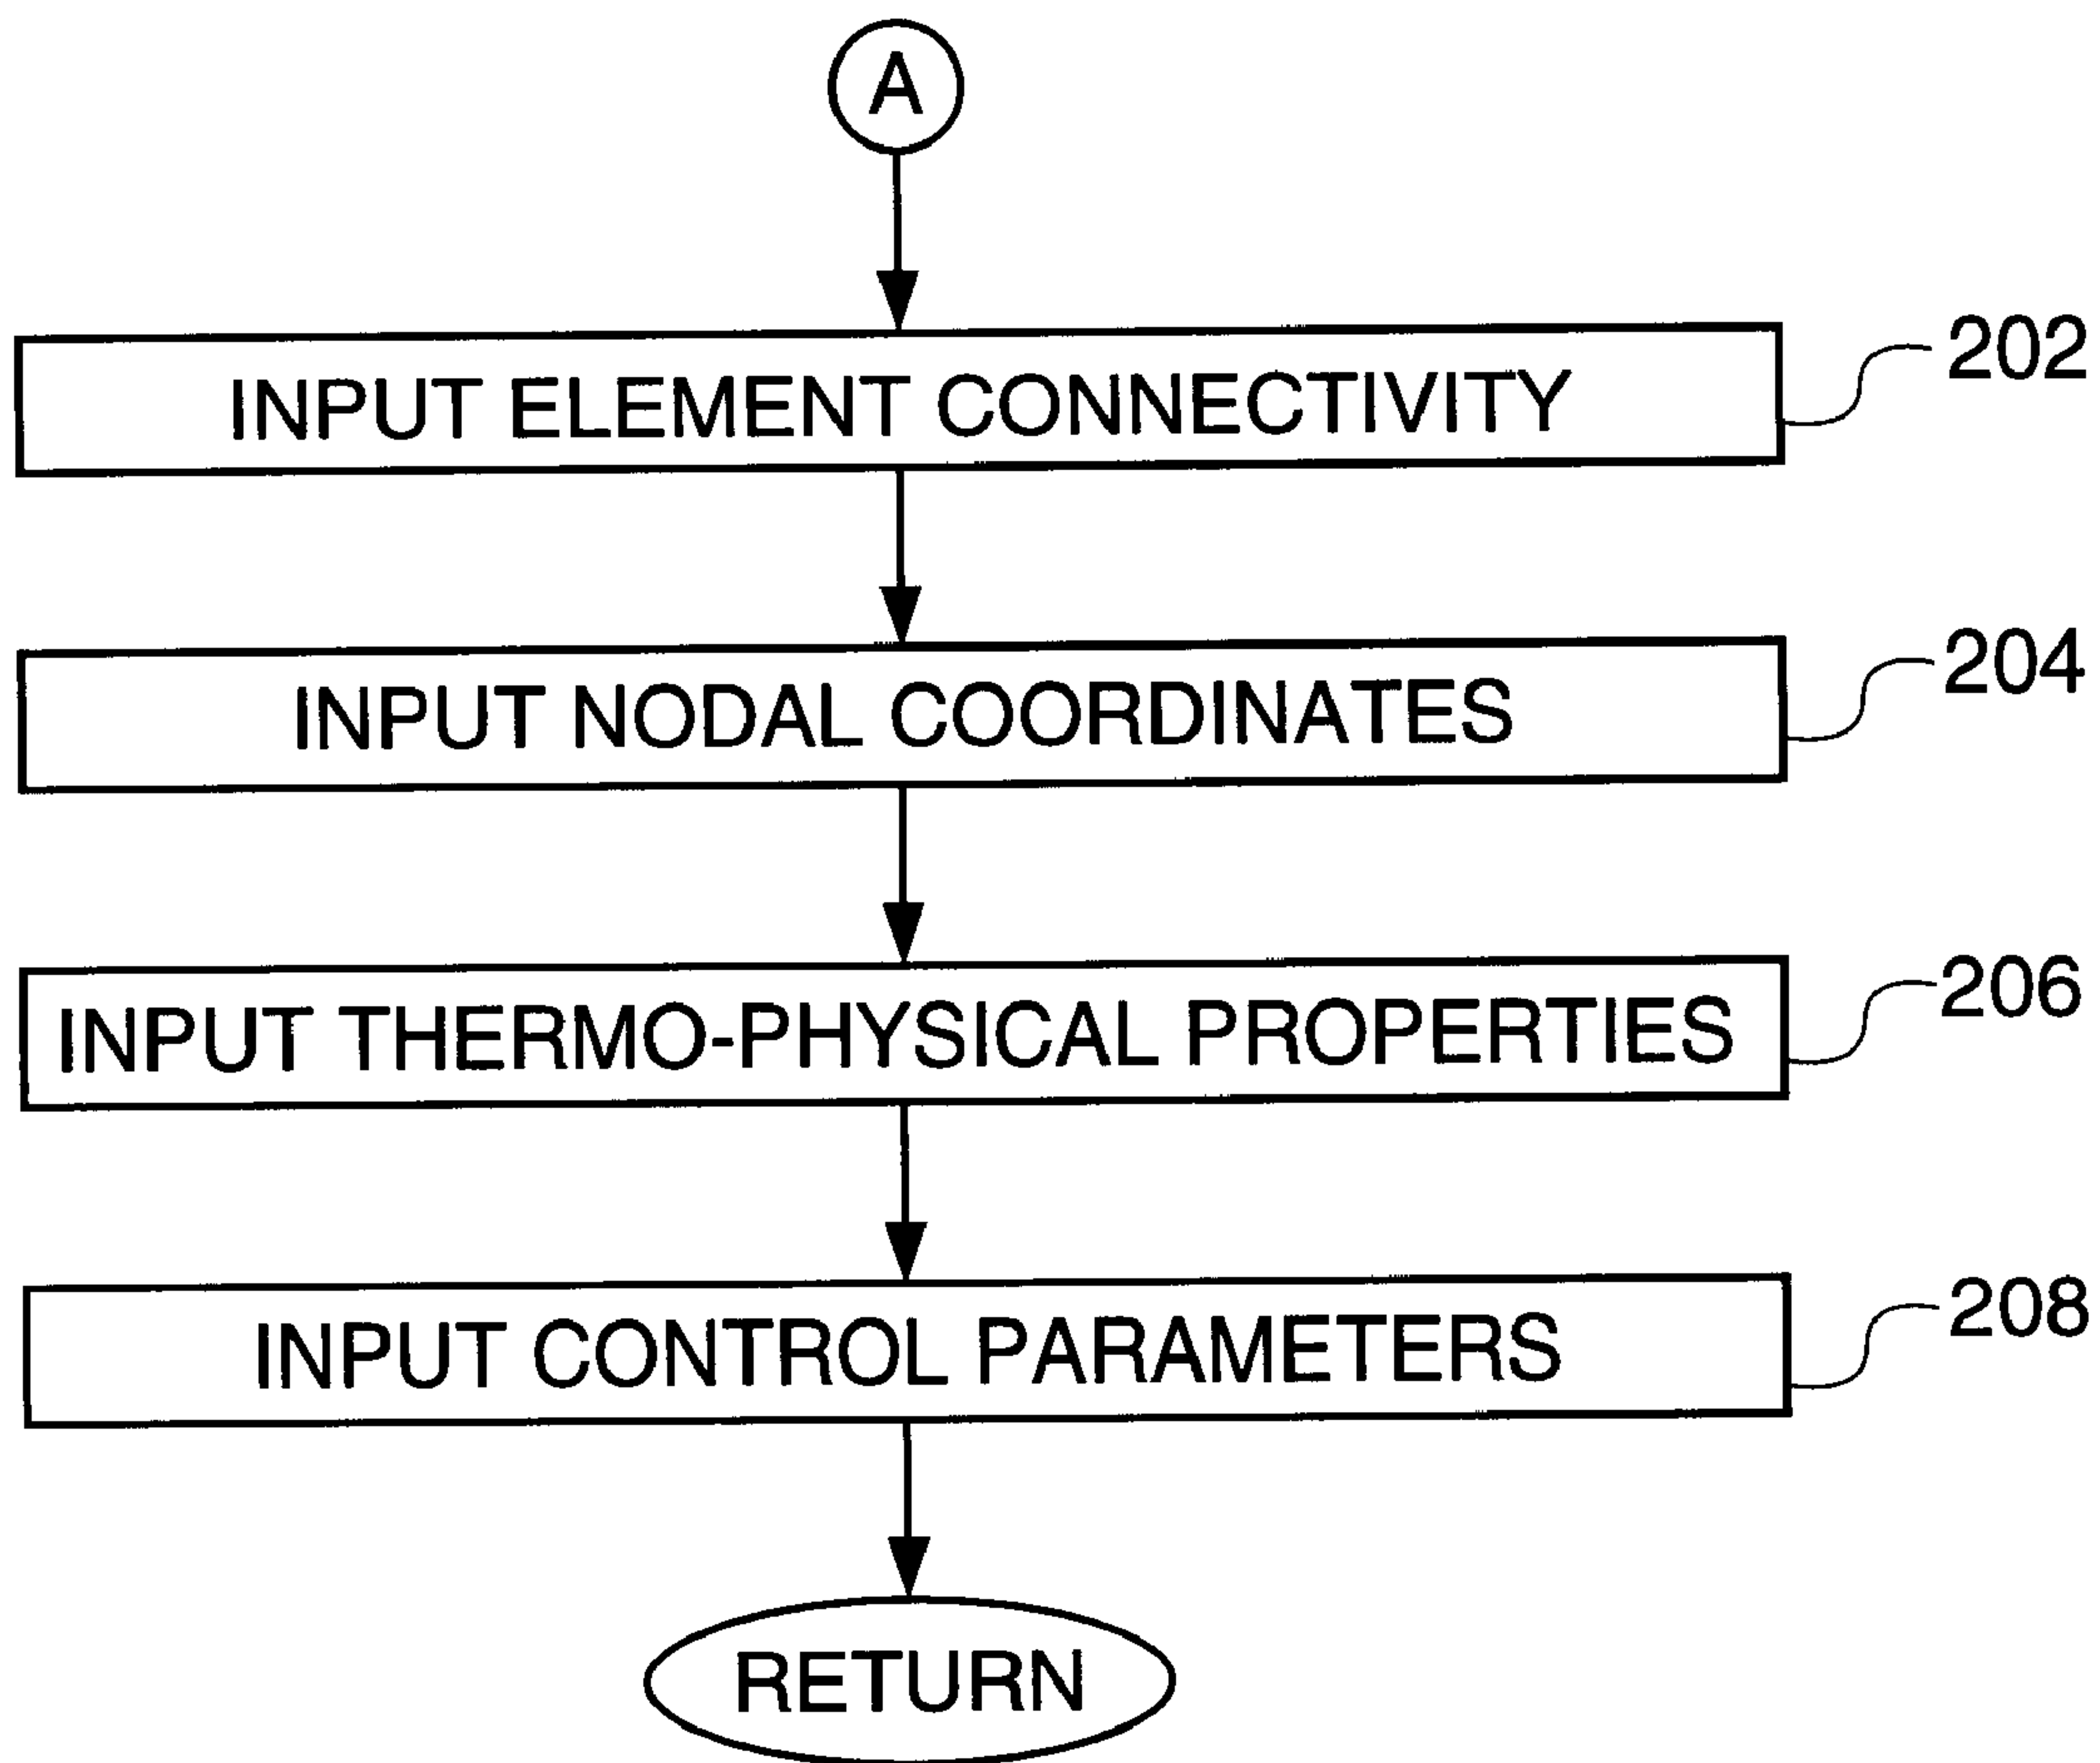 A
INPUT ELEMENT CONNECTIVITY
202
INPUT NODAL COORDINATES
204
INPUT THERMO-PHYSICAL PROPERTIES
206
INPUT CONTROL PARAMETERS
208
RETURN